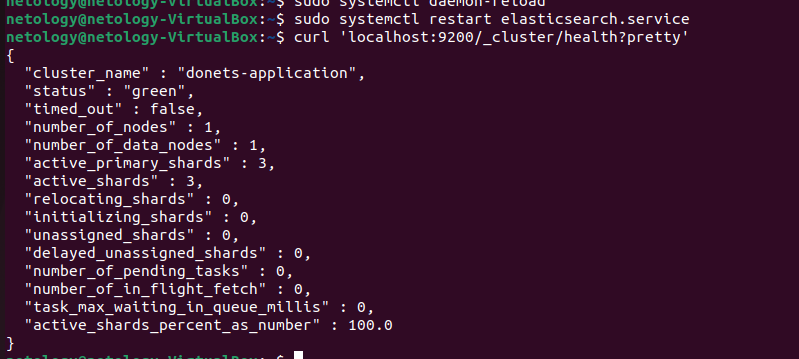 netology@netology-VirtualBox:~$ sudo systemctl daemon-reload
netology@netology-VirtualBox:~$ sudo systemctl restart elasticsearch.service
netology@netology-VirtualBox:~$ curl 'localhost:9200/_cluster/health?pretty'
{
  "cluster_name" : "donets-application",
  "status" : "green",
  "timed_out" : false,
  "number_of_nodes" : 1,
  "number_of_data_nodes" : 1,
  "active_primary_shards" : 3,
  "active_shards" : 3,
  "relocating_shards" : 0,
  "initializing_shards" : 0,
  "unassigned_shards" : 0,
  "delayed_unassigned_shards" : 0,
  "number_of_pending_tasks" : 0,
  "number_of_in_flight_fetch" : 0,
  "task_max_waiting_in_queue_millis" : 0,
  "active_shards_percent_as_number" : 100.0
}
netology@netology-VirtualBox:~$